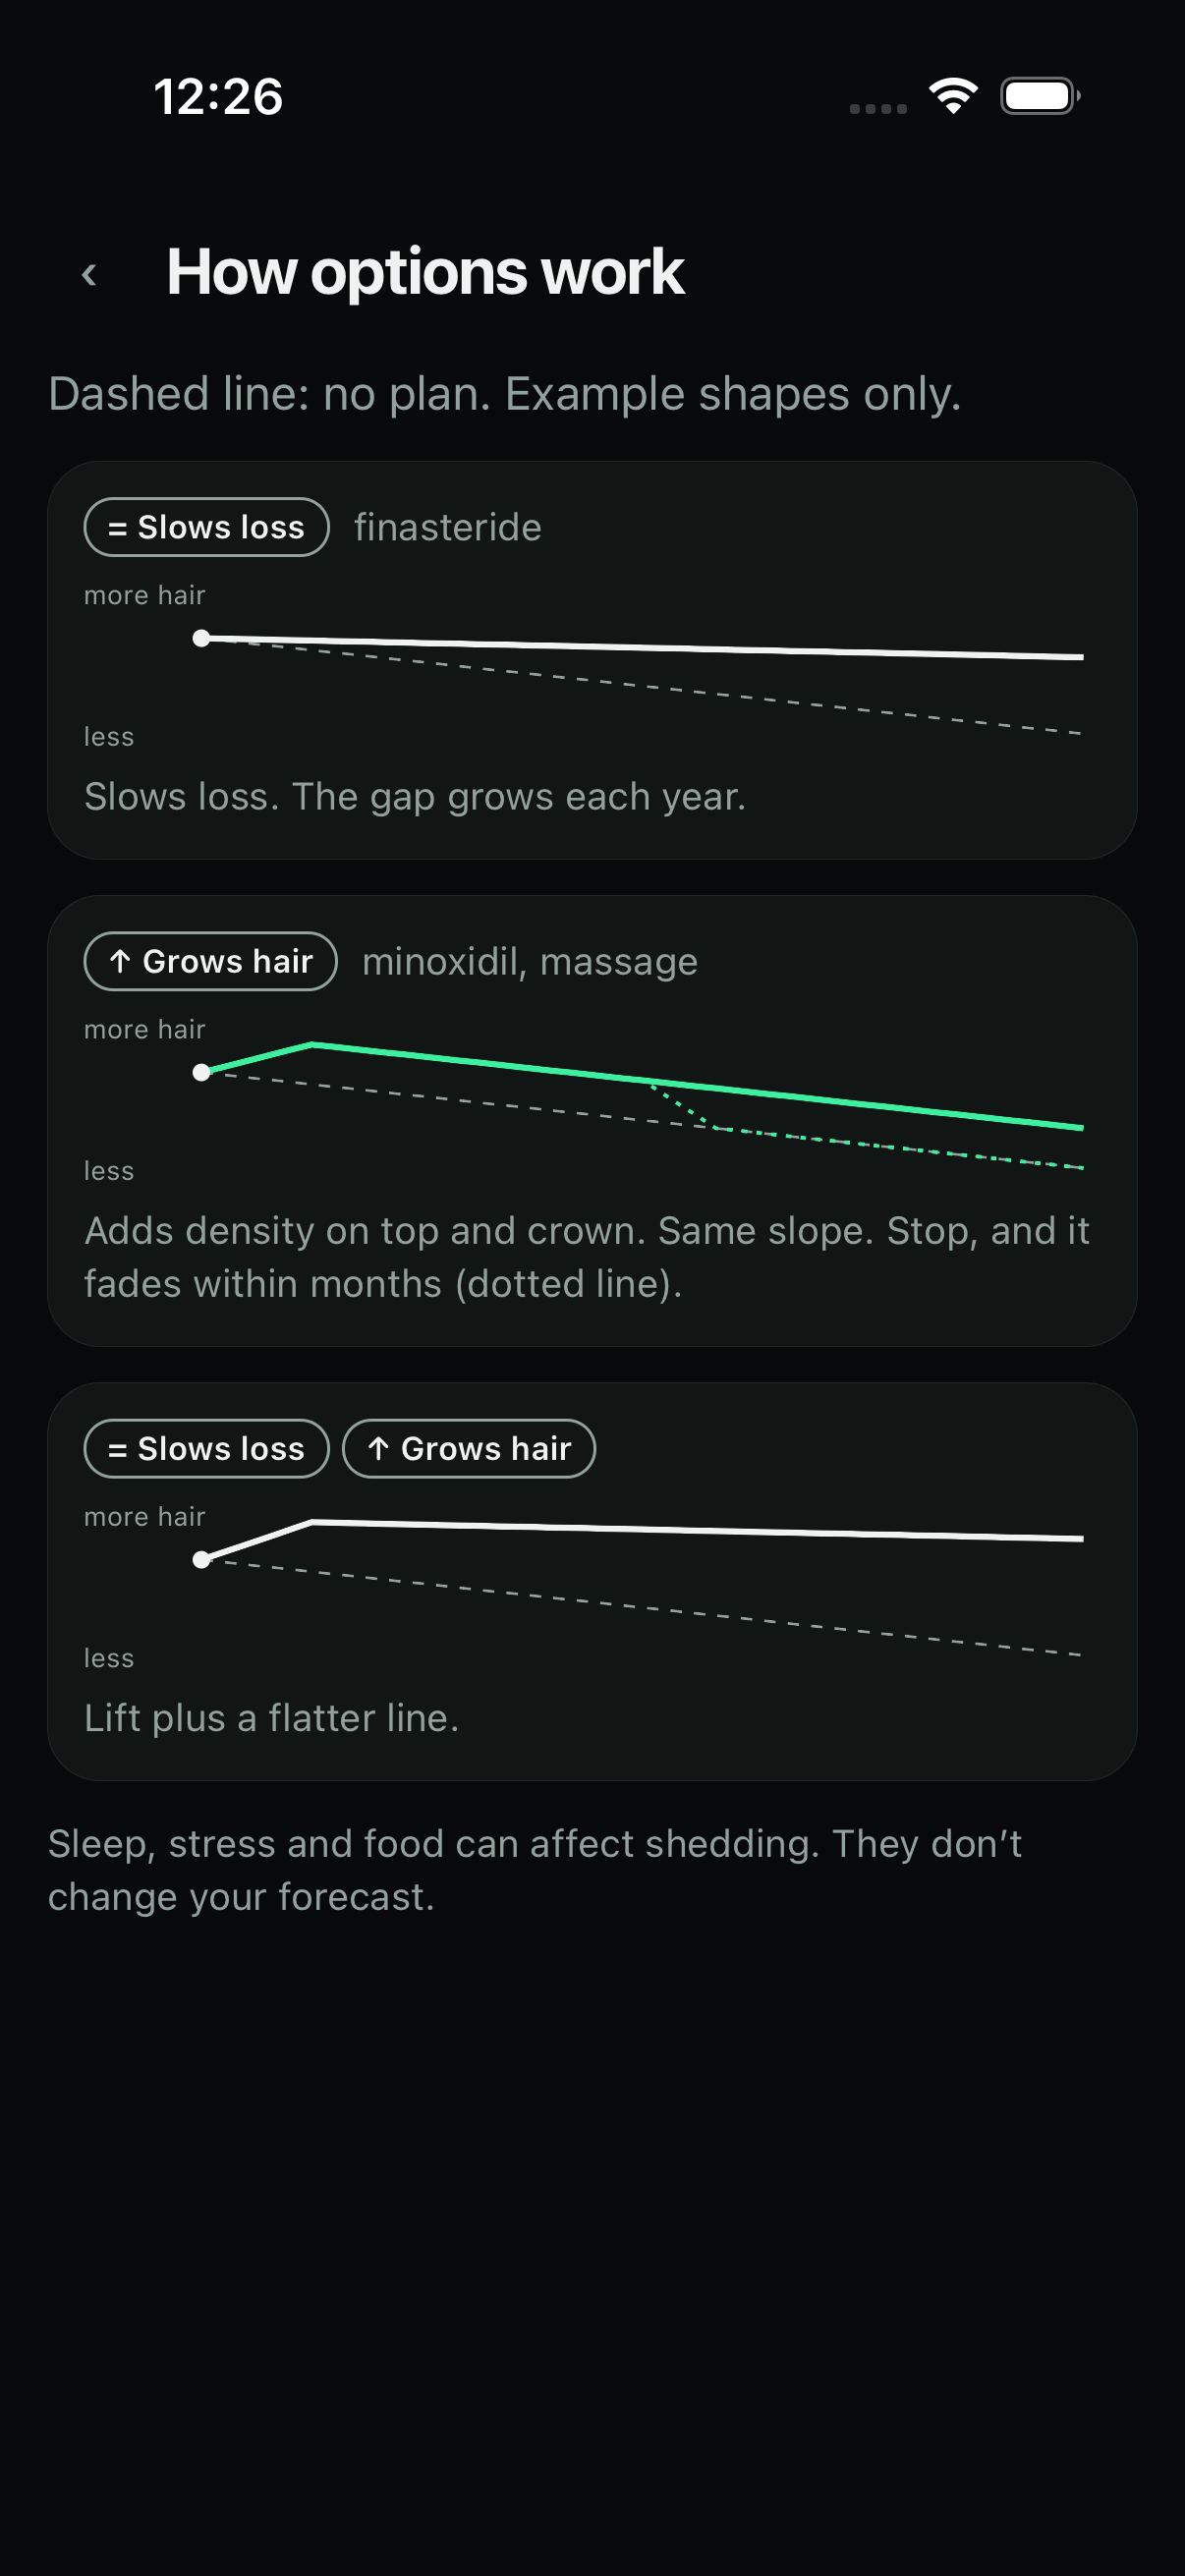 12:26
‹ How options work
Dashed line: no plan. Example shapes only.
= Slows loss finasteride
more hair
less
Slows loss. The gap grows each year.
↑ Grows hair minoxidil, massage
more hair
less
Adds density on top and crown. Same slope. Stop, and it
fades within months (dotted line).
= Slows loss ↑ Grows hair
more hair
less
Lift plus a flatter line.
Sleep, stress and food can affect shedding. They don’t
change your forecast.